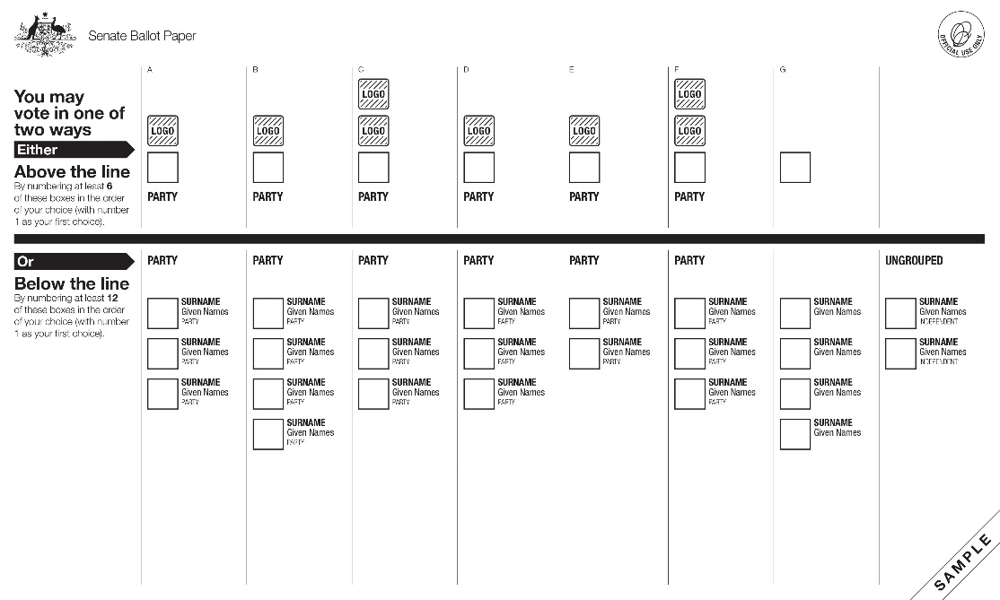 Senate Ballot Paper
OFFICIAL USE ONLY
You may
vote in one of
two ways
Either
Above the line
By numbering at least 6
of these boxes in the order
of your choice (with number
1 as your first choice).
A B C D E F G
LOGO LOGO
LOGO LOGO LOGO LOGO LOGO LOGO
PARTY PARTY PARTY PARTY PARTY PARTY
Or
Below the line
By numbering at least 12
of these boxes in the order
of your choice (with number
1 as your first choice).
PARTY PARTY PARTY PARTY PARTY PARTY UNGROUPED
SURNAME SURNAME SURNAME SURNAME SURNAME SURNAME SURNAME SURNAME
Given Names Given Names Given Names Given Names Given Names Given Names Given Names Given Names
PARTY PARTY PARTY PARTY PARTY PARTY INDEPENDENT
SURNAME SURNAME SURNAME SURNAME SURNAME SURNAME SURNAME SURNAME
Given Names Given Names Given Names Given Names Given Names Given Names Given Names Given Names
PARTY PARTY PARTY PARTY PARTY PARTY INDEPENDENT
SURNAME SURNAME SURNAME SURNAME SURNAME SURNAME
Given Names Given Names Given Names Given Names Given Names Given Names
PARTY PARTY PARTY PARTY PARTY
SURNAME SURNAME
Given Names Given Names
PARTY
SAMPLE